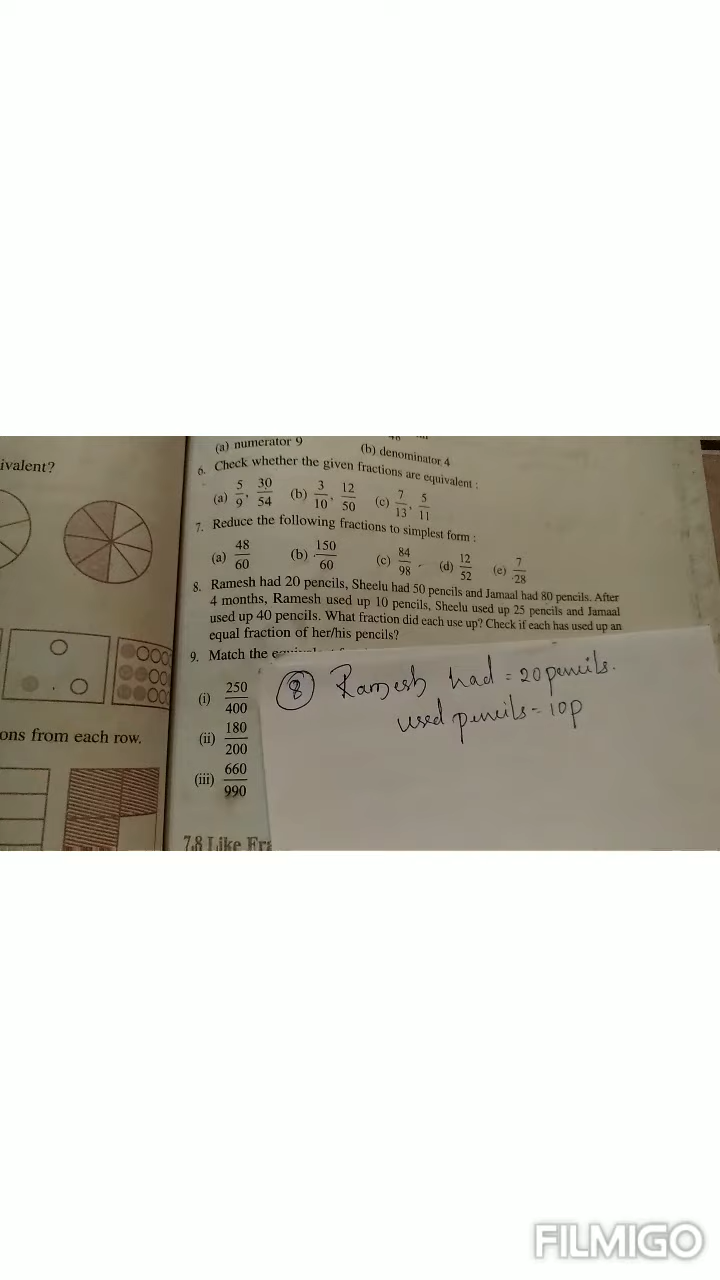 ivalent?
ons from each row.
(a) numerator 9
(b) denominator 4
6. Check whether the given fractions are equivalent :
(a) 5/9, 30/54 (b) 3/10, 12/50 (c) 7/13, 5/11
7. Reduce the following fractions to simplest form :
(a) 48/60 (b) 150/60 (c) 84/98 (d) 12/52 (e) 7/28
8. Ramesh had 20 pencils, Sheelu had 50 pencils and Jamaal had 80 pencils. After
4 months, Ramesh used up 10 pencils, Sheelu used up 25 pencils and Jamaal
used up 40 pencils. What fraction did each use up? Check if each has used up an
equal fraction of her/his pencils?
9. Match the
(i) 250/400
(ii) 180/200
(iii) 660/990
7.8 Like Fra
8 Ramesh had = 20 pencils.
used pencils = 10p
FILMIGO